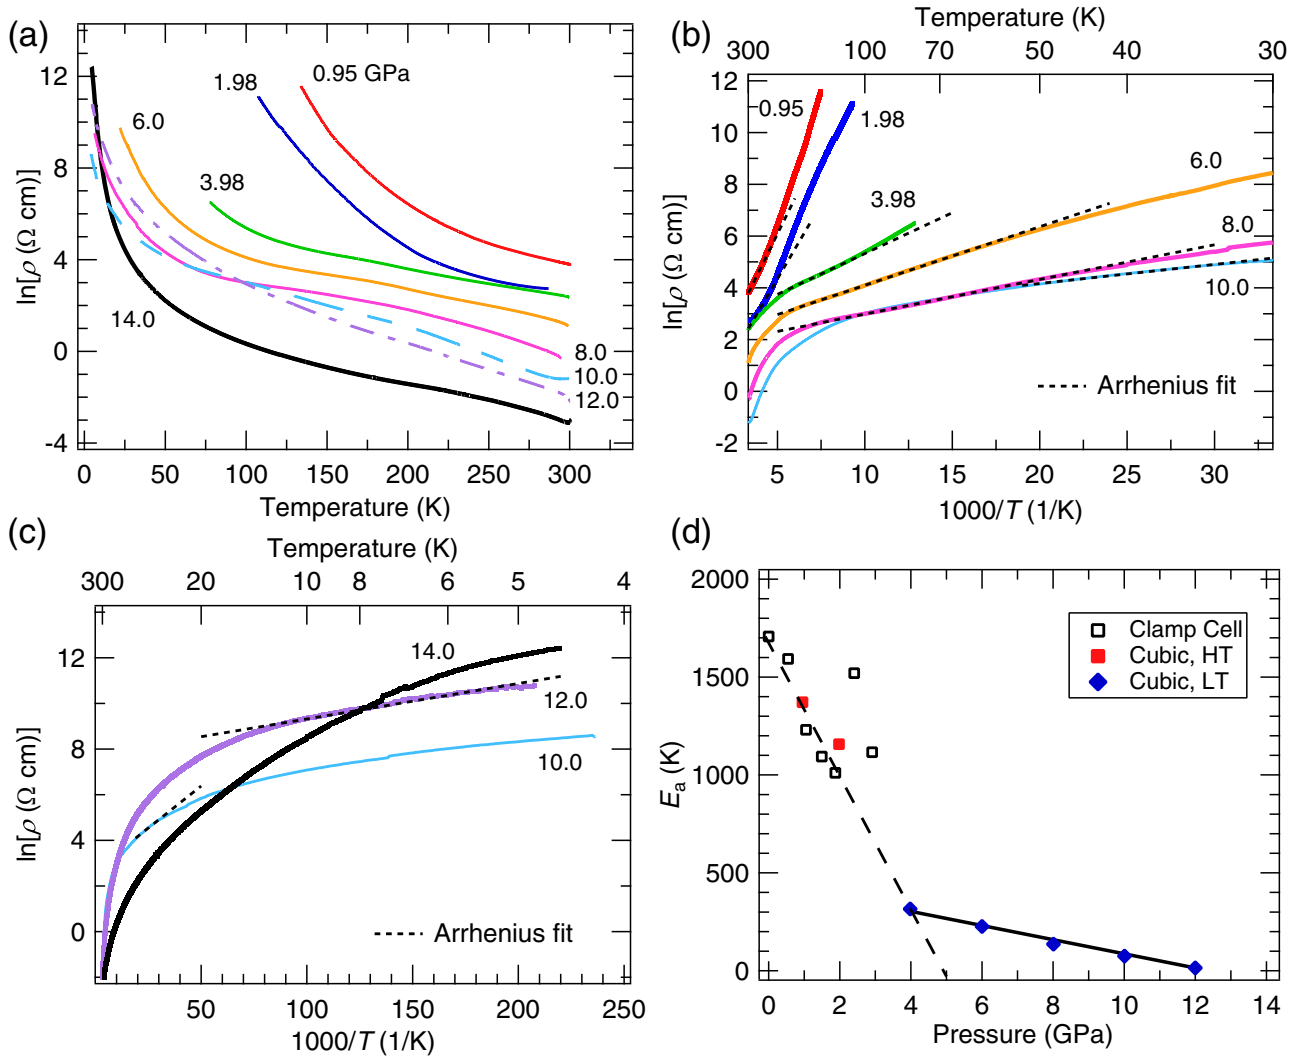 (a)
12
8
4
0
-4
ln[ρ (Ω cm)]
0.95 GPa
1.98
6.0
3.98
14.0
8.0
10.0
12.0
0 50 100 150 200 250 300
Temperature (K)
(b)
Temperature (K)
300 100 70 50 40 30
12
10
8
6
4
2
0
-2
ln[ρ (Ω cm)]
0.95
1.98
3.98
6.0
8.0
10.0
Arrhenius fit
5 10 15 20 25 30
1000/T (1/K)
(c)
Temperature (K)
300 20 10 8 6 5 4
12
8
4
0
ln[ρ (Ω cm)]
14.0
12.0
10.0
Arrhenius fit
50 100 150 200 250
1000/T (1/K)
(d)
2000
1500
1000
500
0
Ea (K)
Clamp Cell
Cubic, HT
Cubic, LT
0 2 4 6 8 10 12 14
Pressure (GPa)